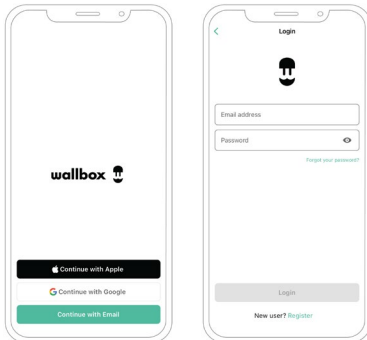 wallbox
Continue with Apple
Continue with Google
Continue with Email
Login
Email address
Password
Forgot your password?
Login
New user? Register